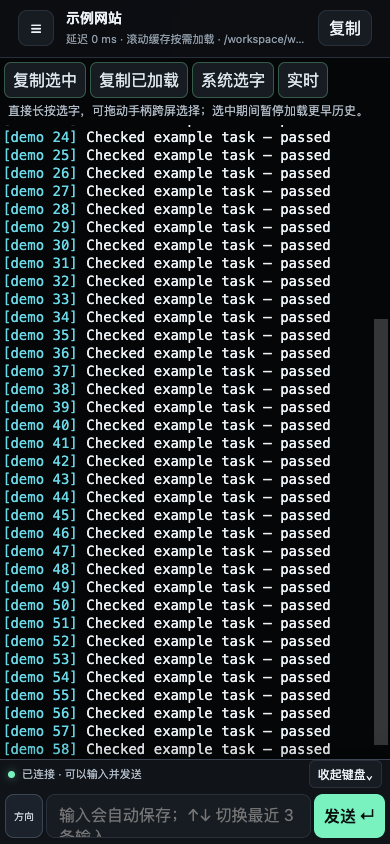 ≡
示例网站
延迟 0 ms · 滚动缓存按需加载 · /workspace/w...
复制
复制选中
复制已加载
系统选字
实时
直接长按选字，可拖动手柄跨屏选择；选中期间暂停加载更早历史。
[demo 24] Checked example task — passed
[demo 25] Checked example task — passed
[demo 26] Checked example task — passed
[demo 27] Checked example task — passed
[demo 28] Checked example task — passed
[demo 29] Checked example task — passed
[demo 30] Checked example task — passed
[demo 31] Checked example task — passed
[demo 32] Checked example task — passed
[demo 33] Checked example task — passed
[demo 34] Checked example task — passed
[demo 35] Checked example task — passed
[demo 36] Checked example task — passed
[demo 37] Checked example task — passed
[demo 38] Checked example task — passed
[demo 39] Checked example task — passed
[demo 40] Checked example task — passed
[demo 41] Checked example task — passed
[demo 42] Checked example task — passed
[demo 43] Checked example task — passed
[demo 44] Checked example task — passed
[demo 45] Checked example task — passed
[demo 46] Checked example task — passed
[demo 47] Checked example task — passed
[demo 48] Checked example task — passed
[demo 49] Checked example task — passed
[demo 50] Checked example task — passed
[demo 51] Checked example task — passed
[demo 52] Checked example task — passed
[demo 53] Checked example task — passed
[demo 54] Checked example task — passed
[demo 55] Checked example task — passed
[demo 56] Checked example task — passed
[demo 57] Checked example task — passed
[demo 58] Checked example task — passed
已连接 · 可以输入并发送
收起键盘⌄
方向
输入会自动保存；↑↓ 切换最近 3
条输入
发送 ↵